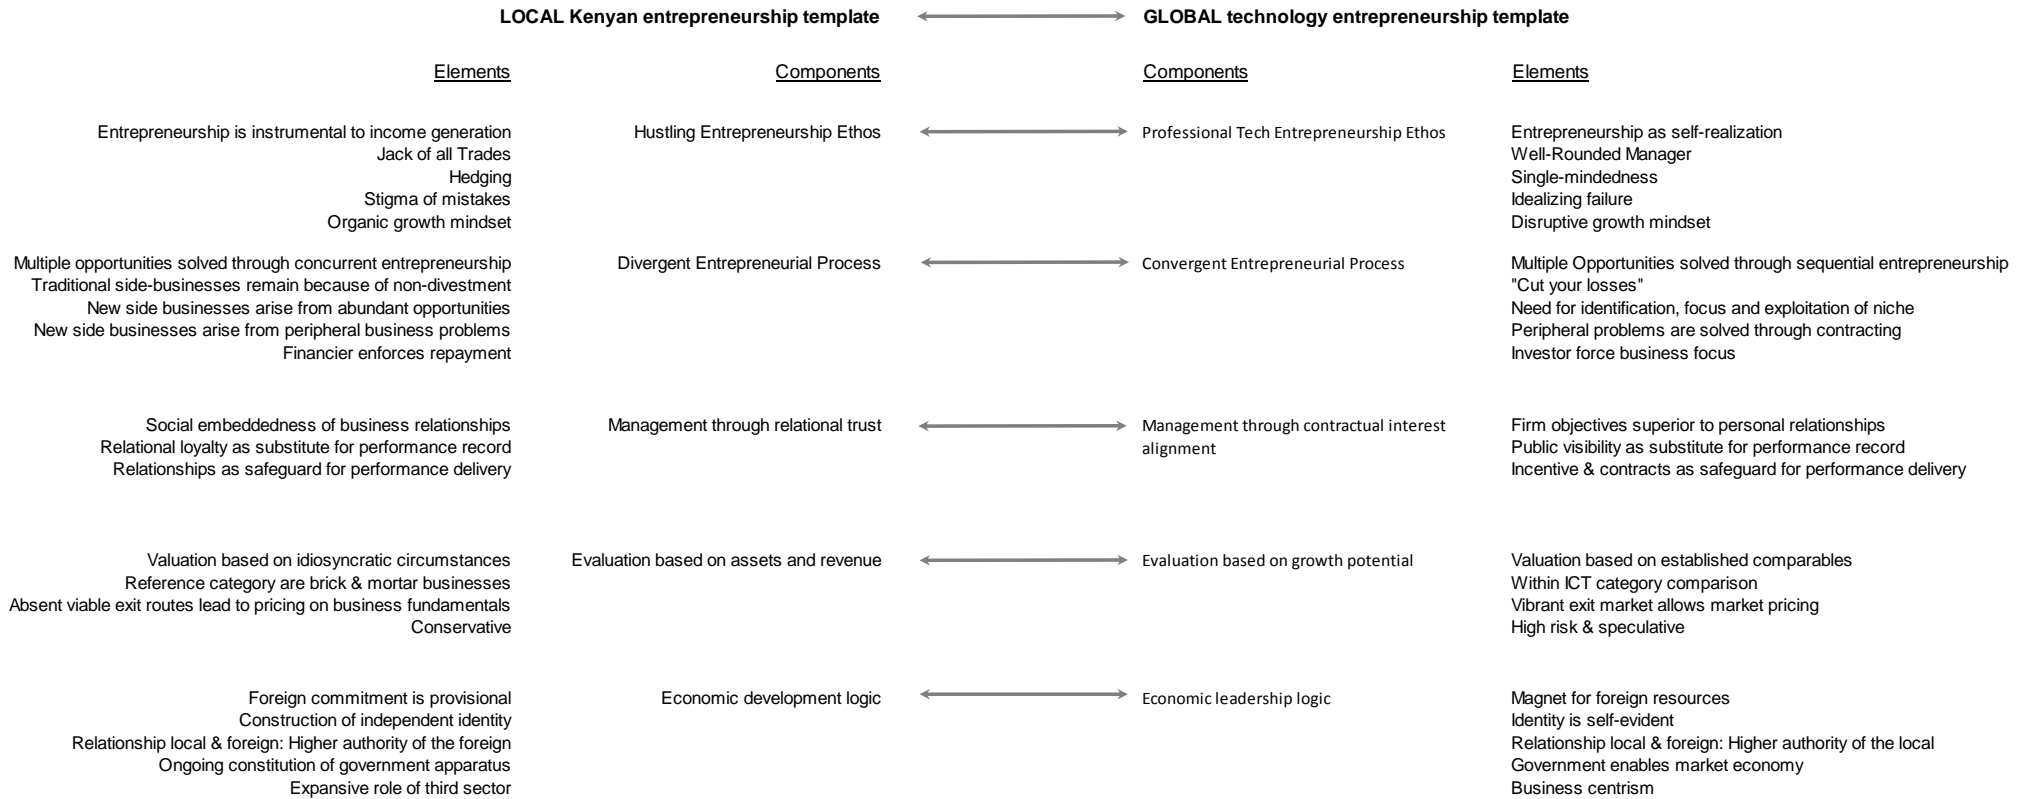 LOCAL Kenyan entrepreneurship template GLOBAL technology entrepreneurship template
Elements Components Components Elements
Entrepreneurship is instrumental to income generation Hustling Entrepreneurship Ethos Professional Tech Entrepreneurship Ethos Entrepreneurship as self-realization
Jack of all Trades Well-Rounded Manager
Hedging Single-mindedness
Stigma of mistakes Idealizing failure
Organic growth mindset Disruptive growth mindset
Multiple opportunities solved through concurrent entrepreneurship Divergent Entrepreneurial Process Convergent Entrepreneurial Process Multiple Opportunities solved through sequential entrepreneurship
Traditional side-businesses remain because of non-divestment "Cut your losses"
New side businesses arise from abundant opportunities Need for identification, focus and exploitation of niche
New side businesses arise from peripheral business problems Peripheral problems are solved through contracting
Financier enforces repayment Investor force business focus
Social embeddedness of business relationships Management through relational trust Management through contractual interest Firm objectives superior to personal relationships
Relational loyalty as substitute for performance record alignment Public visibility as substitute for performance record
Relationships as safeguard for performance delivery Incentive & contracts as safeguard for performance delivery
Valuation based on idiosyncratic circumstances Evaluation based on assets and revenue Evaluation based on growth potential Valuation based on established comparables
Reference category are brick & mortar businesses Within ICT category comparison
Absent viable exit routes lead to pricing on business fundamentals Vibrant exit market allows market pricing
Conservative High risk & speculative
Foreign commitment is provisional Economic development logic Economic leadership logic Magnet for foreign resources
Construction of independent identity Identity is self-evident
Relationship local & foreign: Higher authority of the foreign Relationship local & foreign: Higher authority of the local
Ongoing constitution of government apparatus Government enables market economy
Expansive role of third sector Business centrism